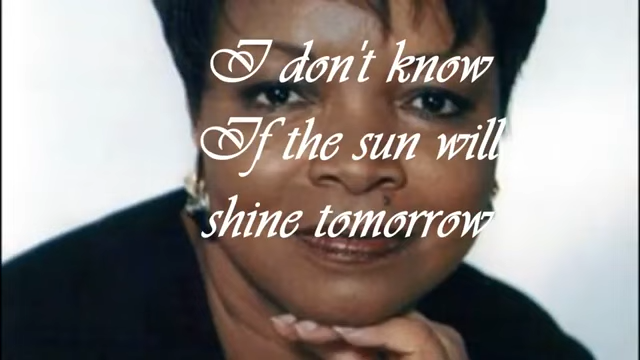 I don't know
If the sun will
shine tomorrow